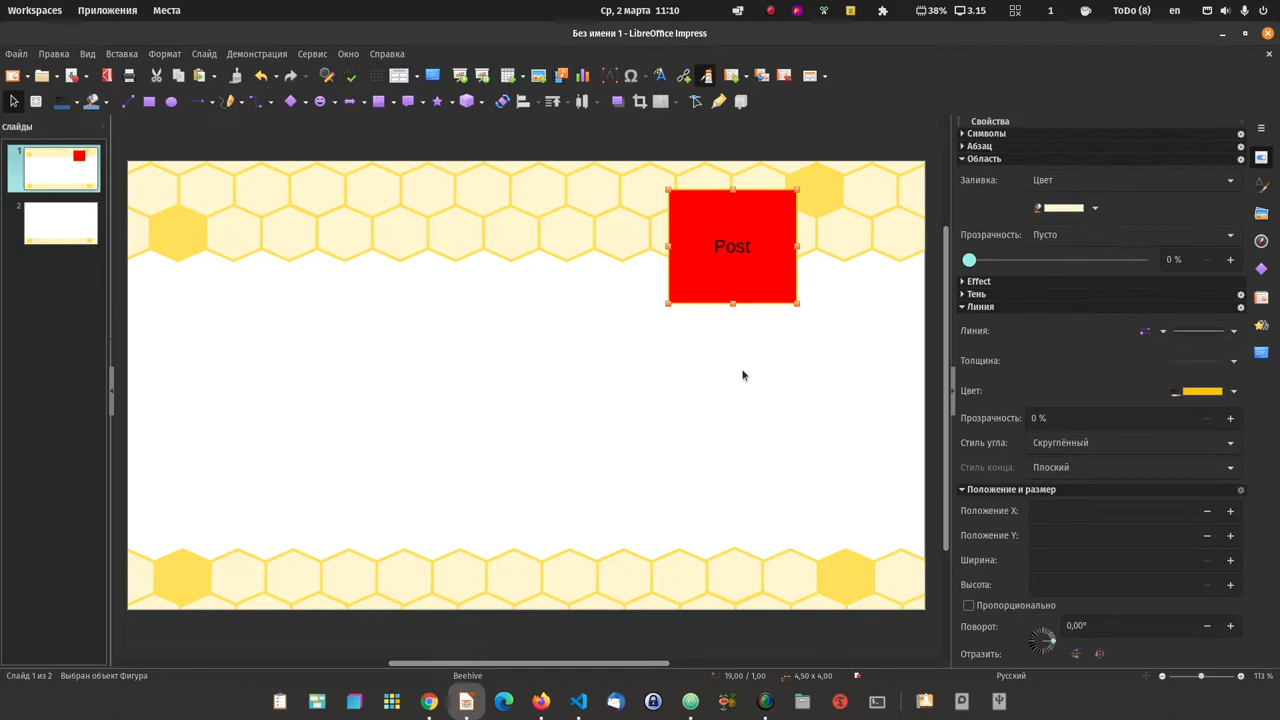 Workspaces Приложения Места Ср, 2 марта 11:10 2 38% 3.15 1 ToDo (8) en
Без имени 1 - LibreOffice Impress
Файл Правка Вид Вставка Формат Слайд Демонстрация Сервис Окно Справка
Слайды
1
2
Post
Свойства
Символы
Абзац
Область
Заливка: Цвет
Прозрачность: Пусто
0 %
Effect
Тень
Линия
Линия:
Толщина:
Цвет:
Прозрачность: 0 %
Стиль угла: Скруглённый
Стиль конца: Плоский
Положение и размер
Положение X:
Положение Y:
Ширина:
Высота:
Пропорционально
Поворот: 0,00°
Отразить:
Слайд 1 из 2 Выбран объект Фигура Beehive 19,00 / 1,00 4,50 x 4,00 Русский 113 %